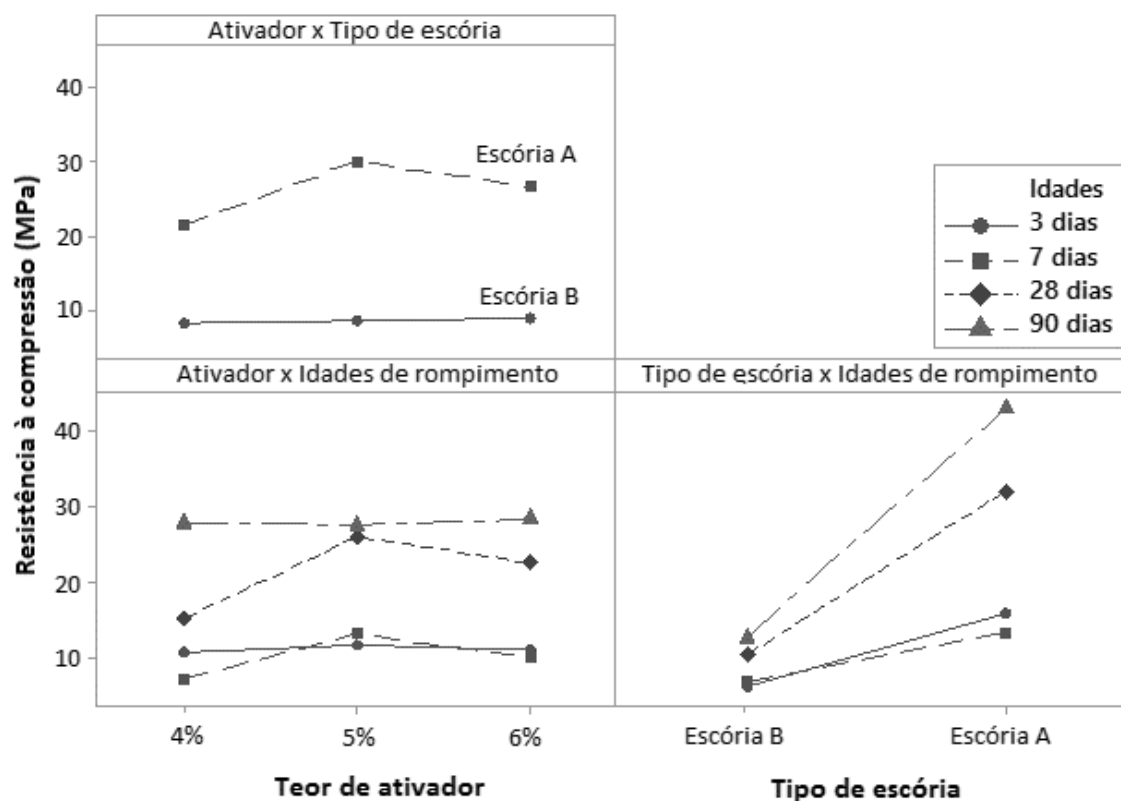 Ativador x Tipo de escória
40
30
20
10
Escória A
Escória B
Idades
3 dias
7 dias
28 dias
90 dias
Resistência à compressão (MPa)
Ativador x Idades de rompimento
Tipo de escória x Idades de rompimento
40
30
20
10
4%
5%
6%
Escória B
Escória A
Teor de ativador
Tipo de escória